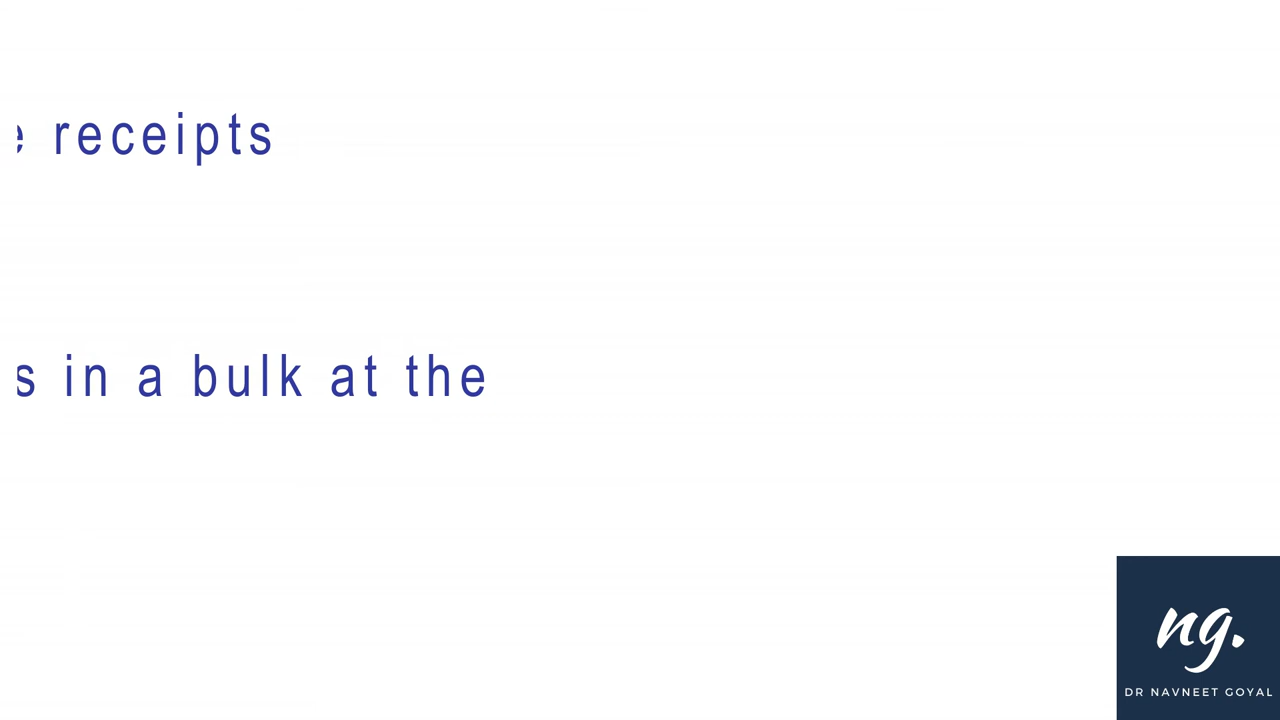 receipts
s in a bulk at the
ng.
DR NAVNEET GOYAL